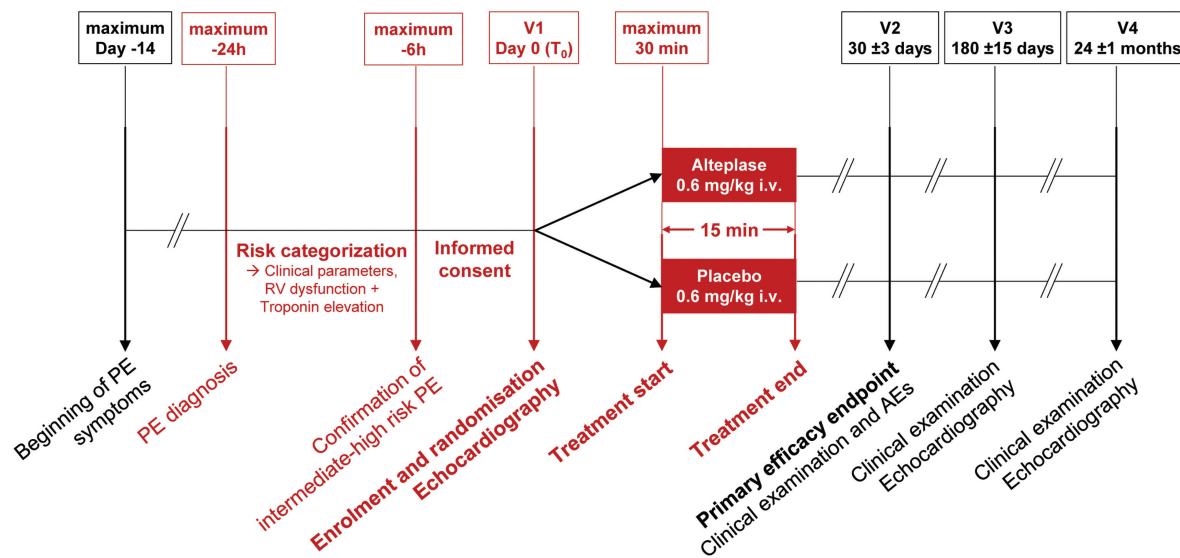 maximum
Day -14
maximum
-24h
maximum
-6h
V1
Day 0 (T₀)
maximum
30 min
V2
30 ±3 days
V3
180 ±15 days
V4
24 ±1 months
Alteplase
0.6 mg/kg i.v.
15 min
Placebo
0.6 mg/kg i.v.
Risk categorization
→ Clinical parameters,
RV dysfunction +
Troponin elevation
Informed
consent
Beginning of PE
symptoms
PE diagnosis
Confirmation of
intermediate-high risk PE
Enrolment and randomisation
Echocardiography
Treatment start
Treatment end
Primary efficacy endpoint
Clinical examination and AEs
Clinical examination
Echocardiography
Clinical examination
Echocardiography